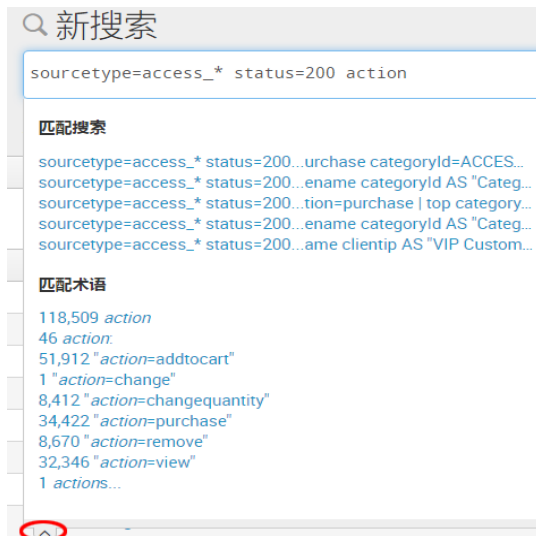 新搜索
sourcetype=access_* status=200 action
匹配搜索
sourcetype=access_* status=200...urchase categoryId=ACCES...
sourcetype=access_* status=200...ename categoryId AS "Categ...
sourcetype=access_* status=200...tion=purchase | top category...
sourcetype=access_* status=200...ename categoryId AS "Categ...
sourcetype=access_* status=200...ame clientip AS "VIP Custom...
匹配术语
118,509 action
46 action:
51,912 "action=addtocart"
1 "action=change"
8,412 "action=changequantity"
34,422 "action=purchase"
8,670 "action=remove"
32,346 "action=view"
1 actions...